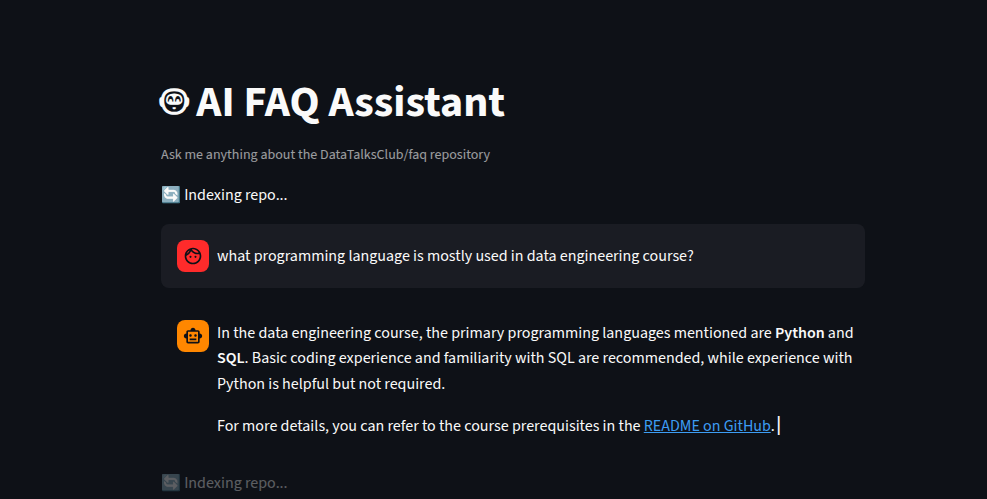 AI FAQ Assistant
Ask me anything about the DataTalksClub/faq repository
Indexing repo...
what programming language is mostly used in data engineering course?
In the data engineering course, the primary programming languages mentioned are Python and
SQL. Basic coding experience and familiarity with SQL are recommended, while experience with
Python is helpful but not required.
For more details, you can refer to the course prerequisites in the README on GitHub.
Indexing repo...